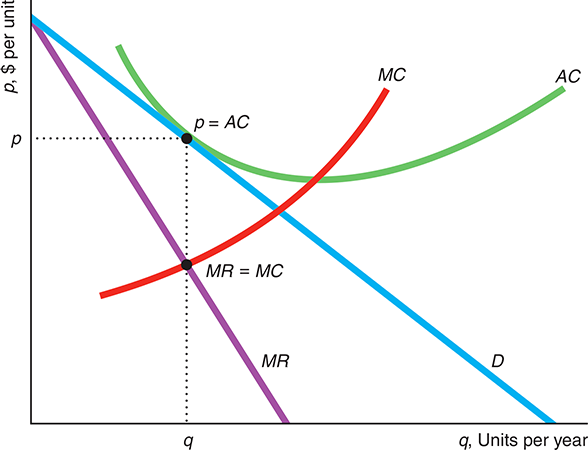 p, $ per unit
MC
AC
p = AC
p
MR = MC
MR
D
q
q, Units per year